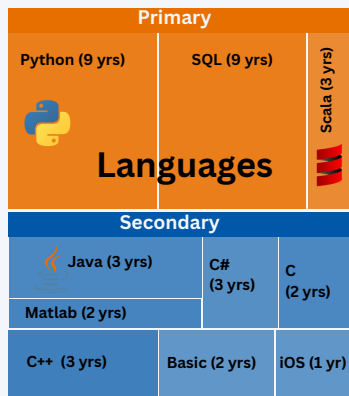 Primary
Python (9 yrs)
SQL (9 yrs)
Scala (3 yrs)
Languages
Secondary
Java (3 yrs)
C#
(3 yrs)
C
(2 yrs)
Matlab (2 yrs)
C++ (3 yrs)
Basic (2 yrs)
iOS (1 yr)